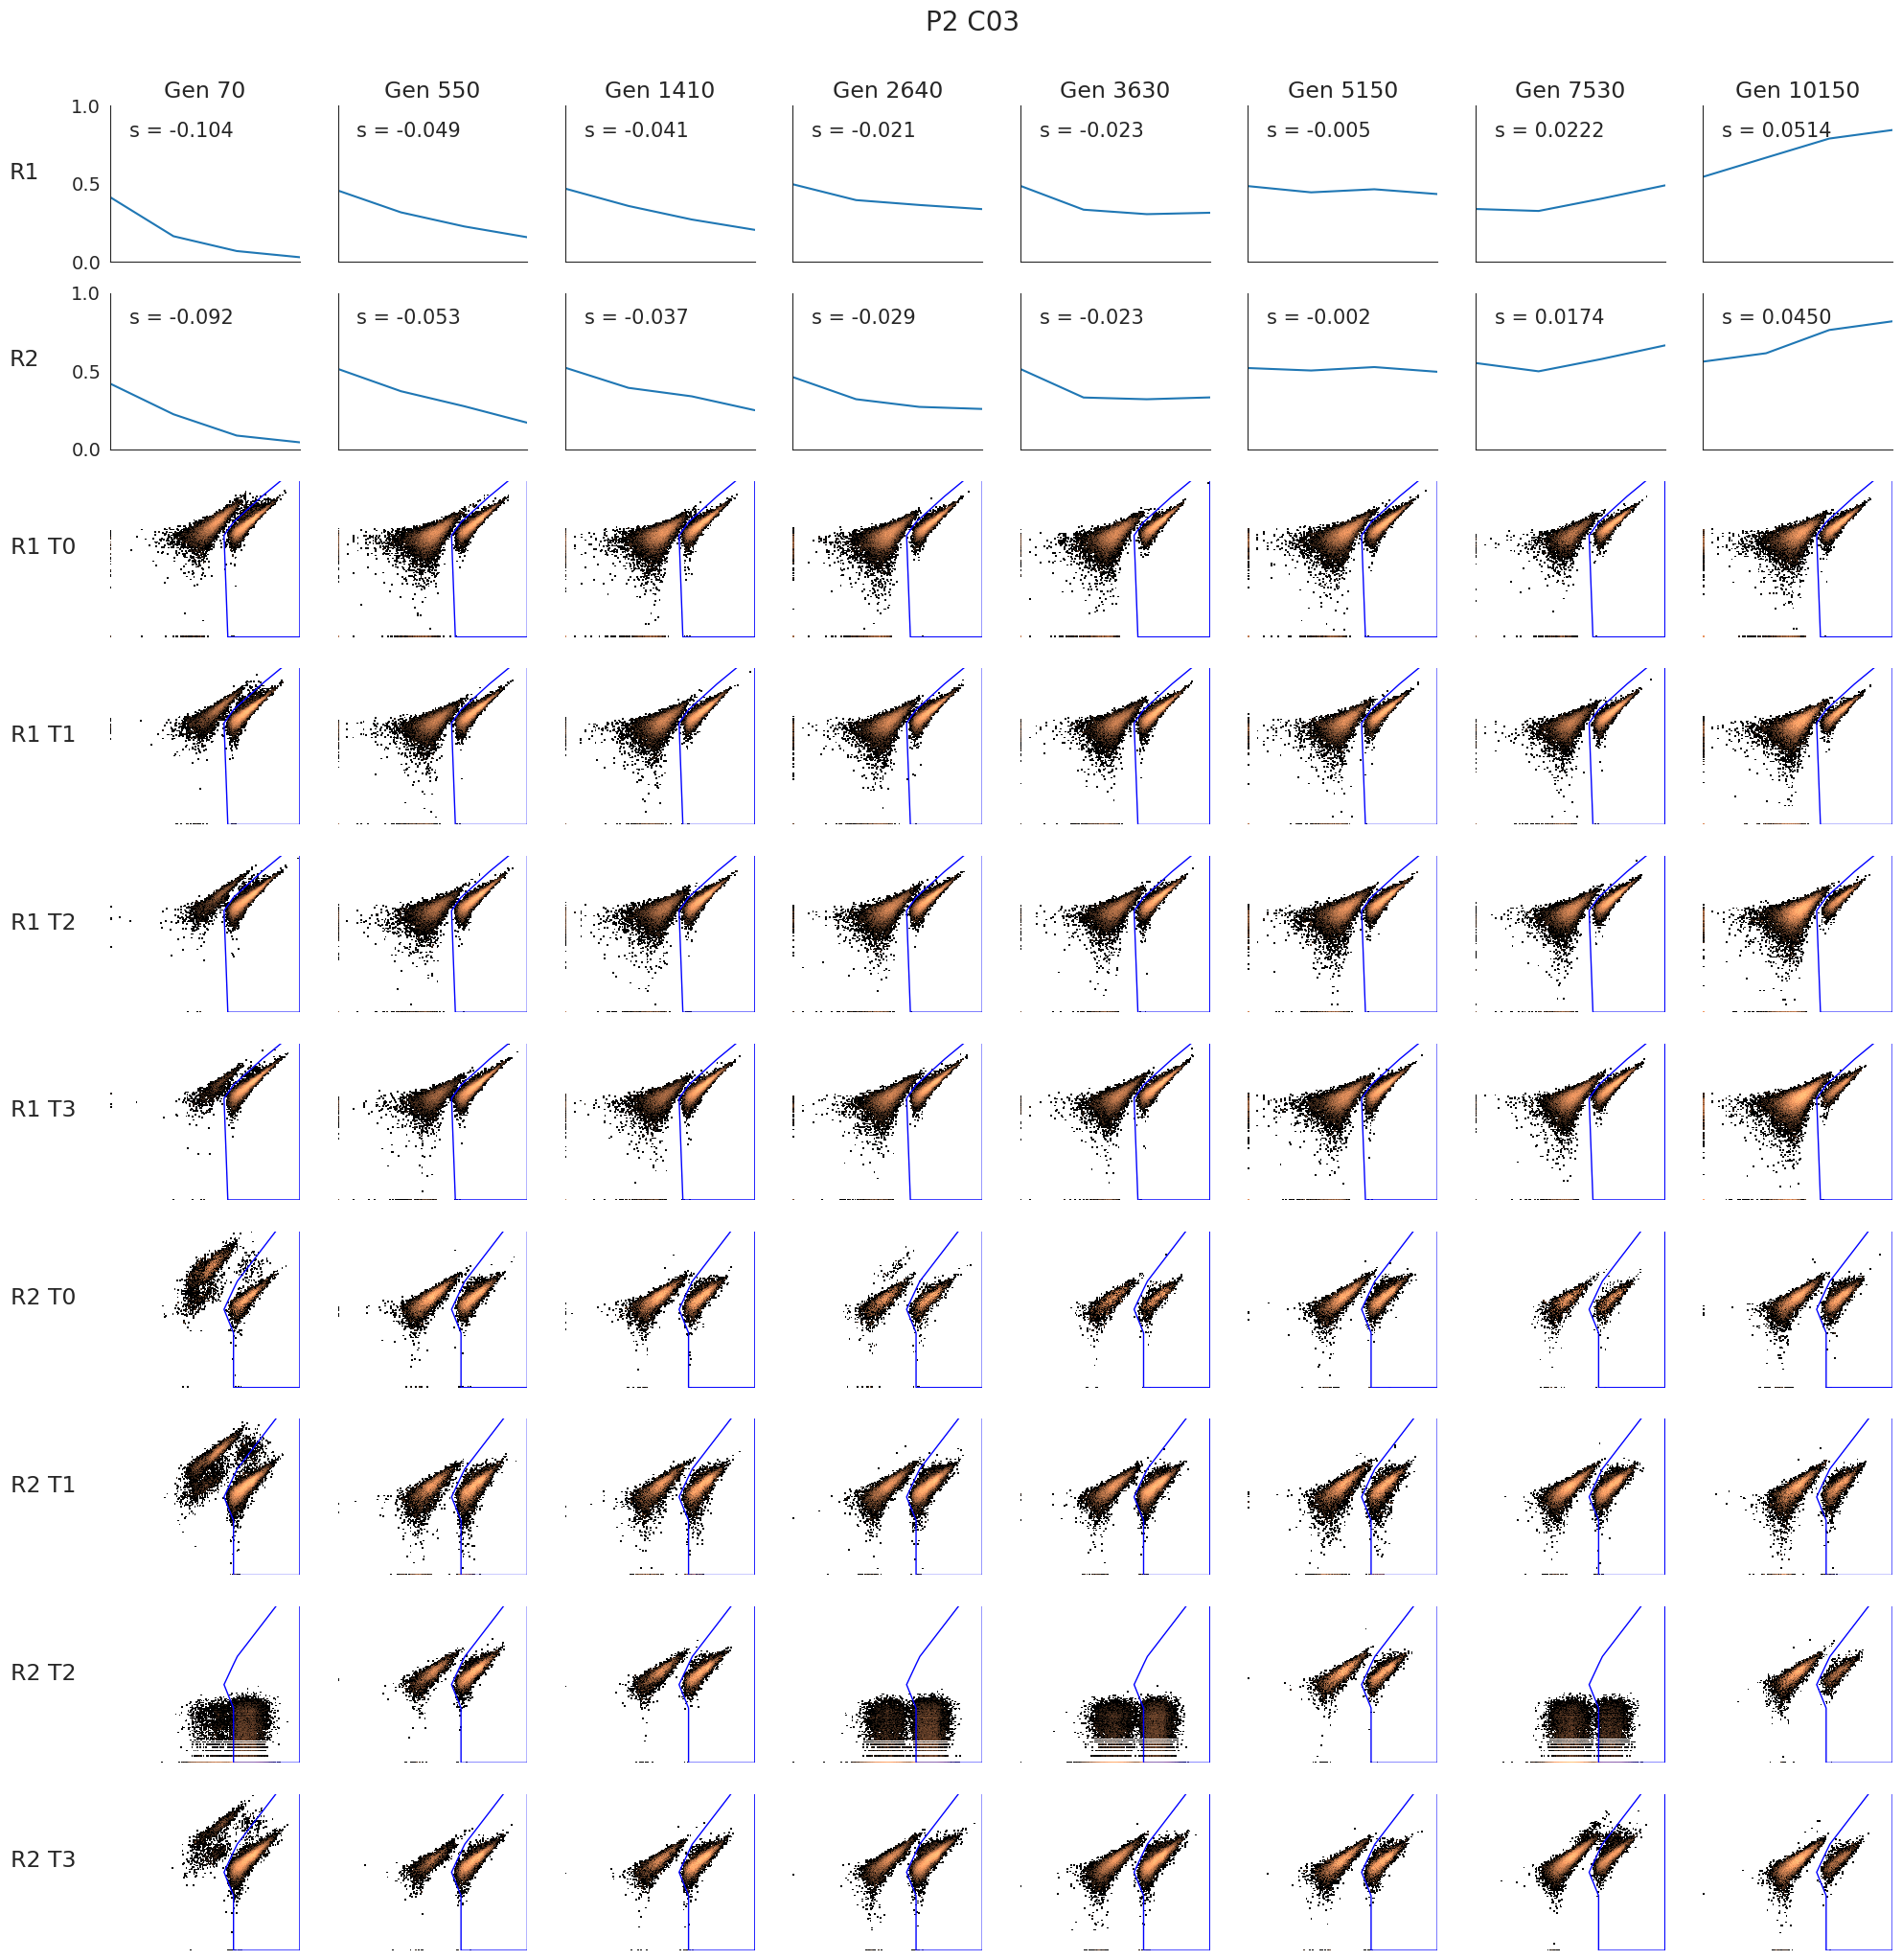 P2 C03
Gen 70 Gen 550 Gen 1410 Gen 2640 Gen 3630 Gen 5150 Gen 7530 Gen 10150
1.0
s = -0.104 s = -0.049 s = -0.041 s = -0.021 s = -0.023 s = -0.005 s = 0.0222 s = 0.0514
R1
0.5
0.0
1.0
s = -0.092 s = -0.053 s = -0.037 s = -0.029 s = -0.023 s = -0.002 s = 0.0174 s = 0.0450
R2
0.5
0.0
R1 T0
R1 T1
R1 T2
R1 T3
R2 T0
R2 T1
R2 T2
R2 T3